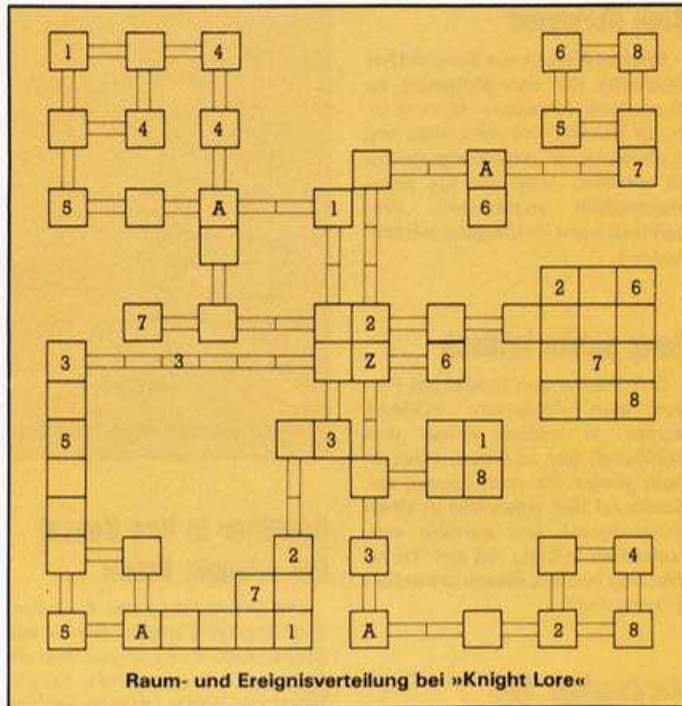 1 4 6 8
4 4 5
A 7
5 A 1 6
2 6
7 2
3 3 Z 6 7
8
5 3 1
8
2 3 4
7
5 A 1 A 2 8
Raum- und Ereignisverteilung bei »Knight Lore«